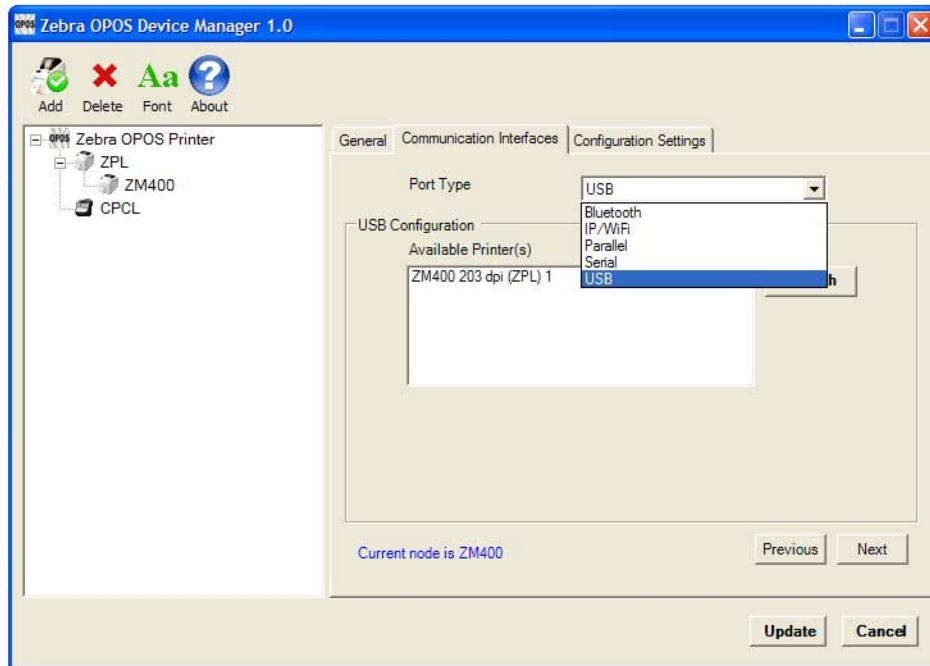 OPOS Zebra OPOS Device Manager 1.0
Add Delete Aa Font About
OPOS Zebra OPOS Printer
ZPL
ZM400
CPCL
General Communication Interfaces Configuration Settings
Port Type USB
Bluetooth
IP/WiFi
Parallel
Serial
USB
USB Configuration
Available Printer(s)
ZM400 203 dpi (ZPL) 1
Current node is ZM400
Previous Next
Update Cancel